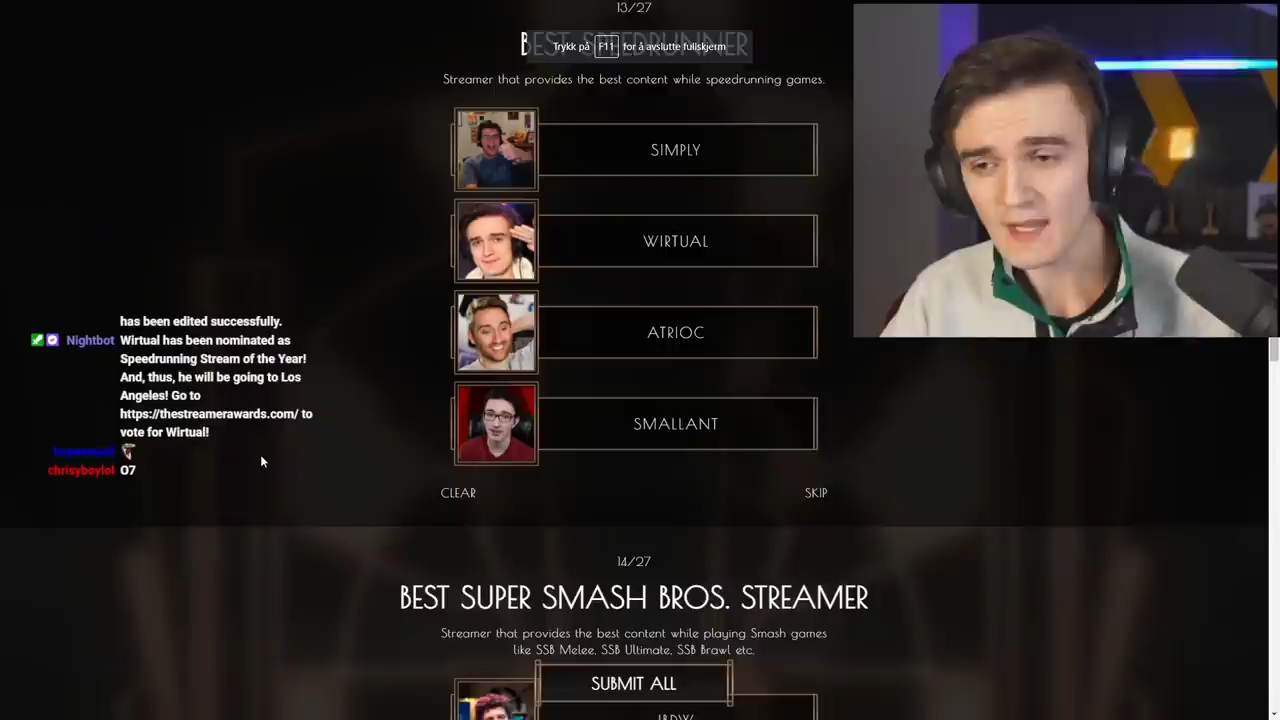 13/27
BEST SPEEDRUNNER
Trykk på F11 for å avslutte fullskjerm
Streamer that provides the best content while speedrunning games.
SIMPLY
WIRTUAL
ATRIOC
SMALLANT
CLEAR
SKIP
has been edited successfully.
Nightbot Wirtual has been nominated as
Speedrunning Stream of the Year!
And, thus, he will be going to Los
Angeles! Go to
https://thestreamerawards.com/ to
vote for Wirtual!
chrisyboylol O7
14/27
BEST SUPER SMASH BROS. STREAMER
Streamer that provides the best content while playing Smash games
like SSB Melee, SSB Ultimate, SSB Brawl etc.
SUBMIT ALL